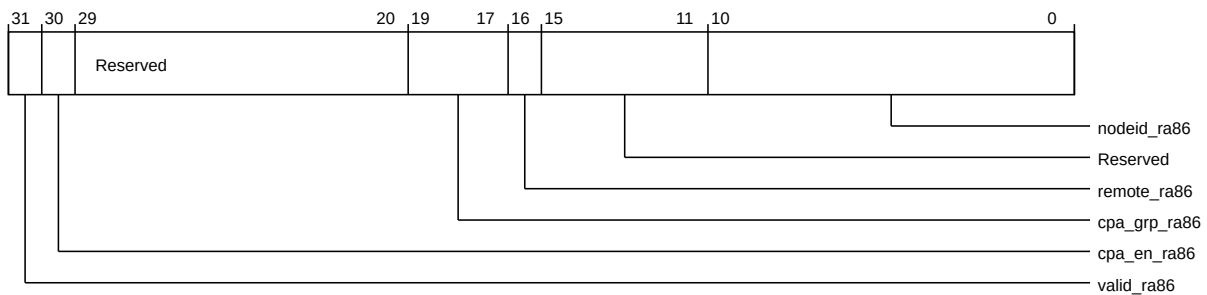 31 30 29 20 19 17 16 15 11 10 0
Reserved
nodeid_ra86
Reserved
remote_ra86
cpa_grp_ra86
cpa_en_ra86
valid_ra86